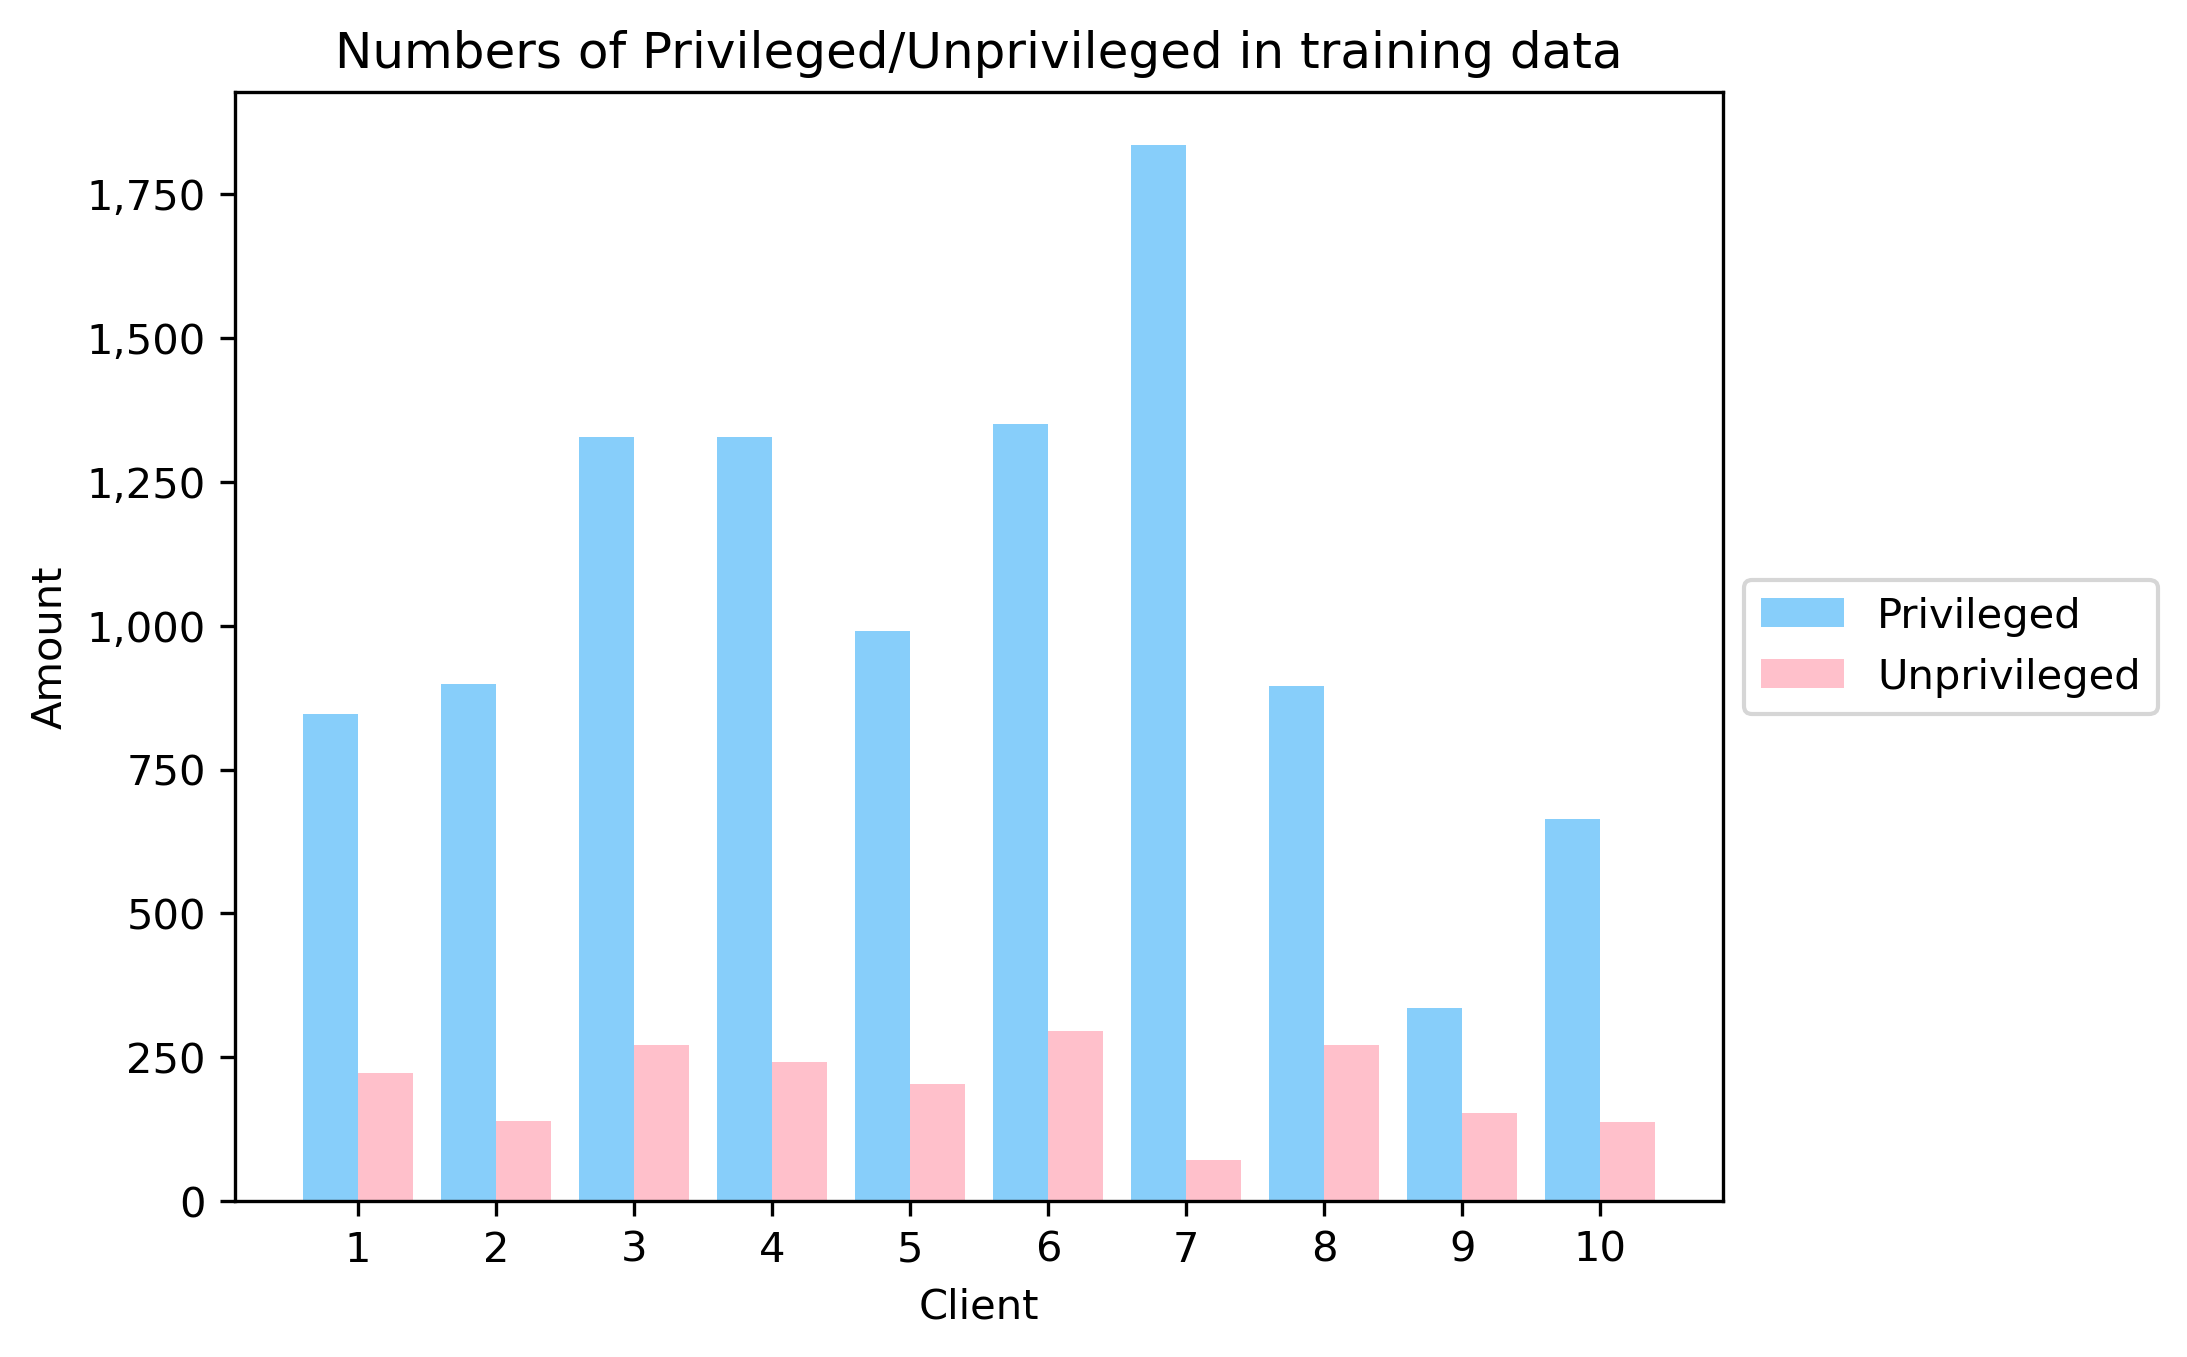 Numbers of Privileged/Unprivileged in training data
1,750
1,500
1,250
1,000
750
500
250
0
Amount
1 2 3 4 5 6 7 8 9 10
Client
Privileged
Unprivileged